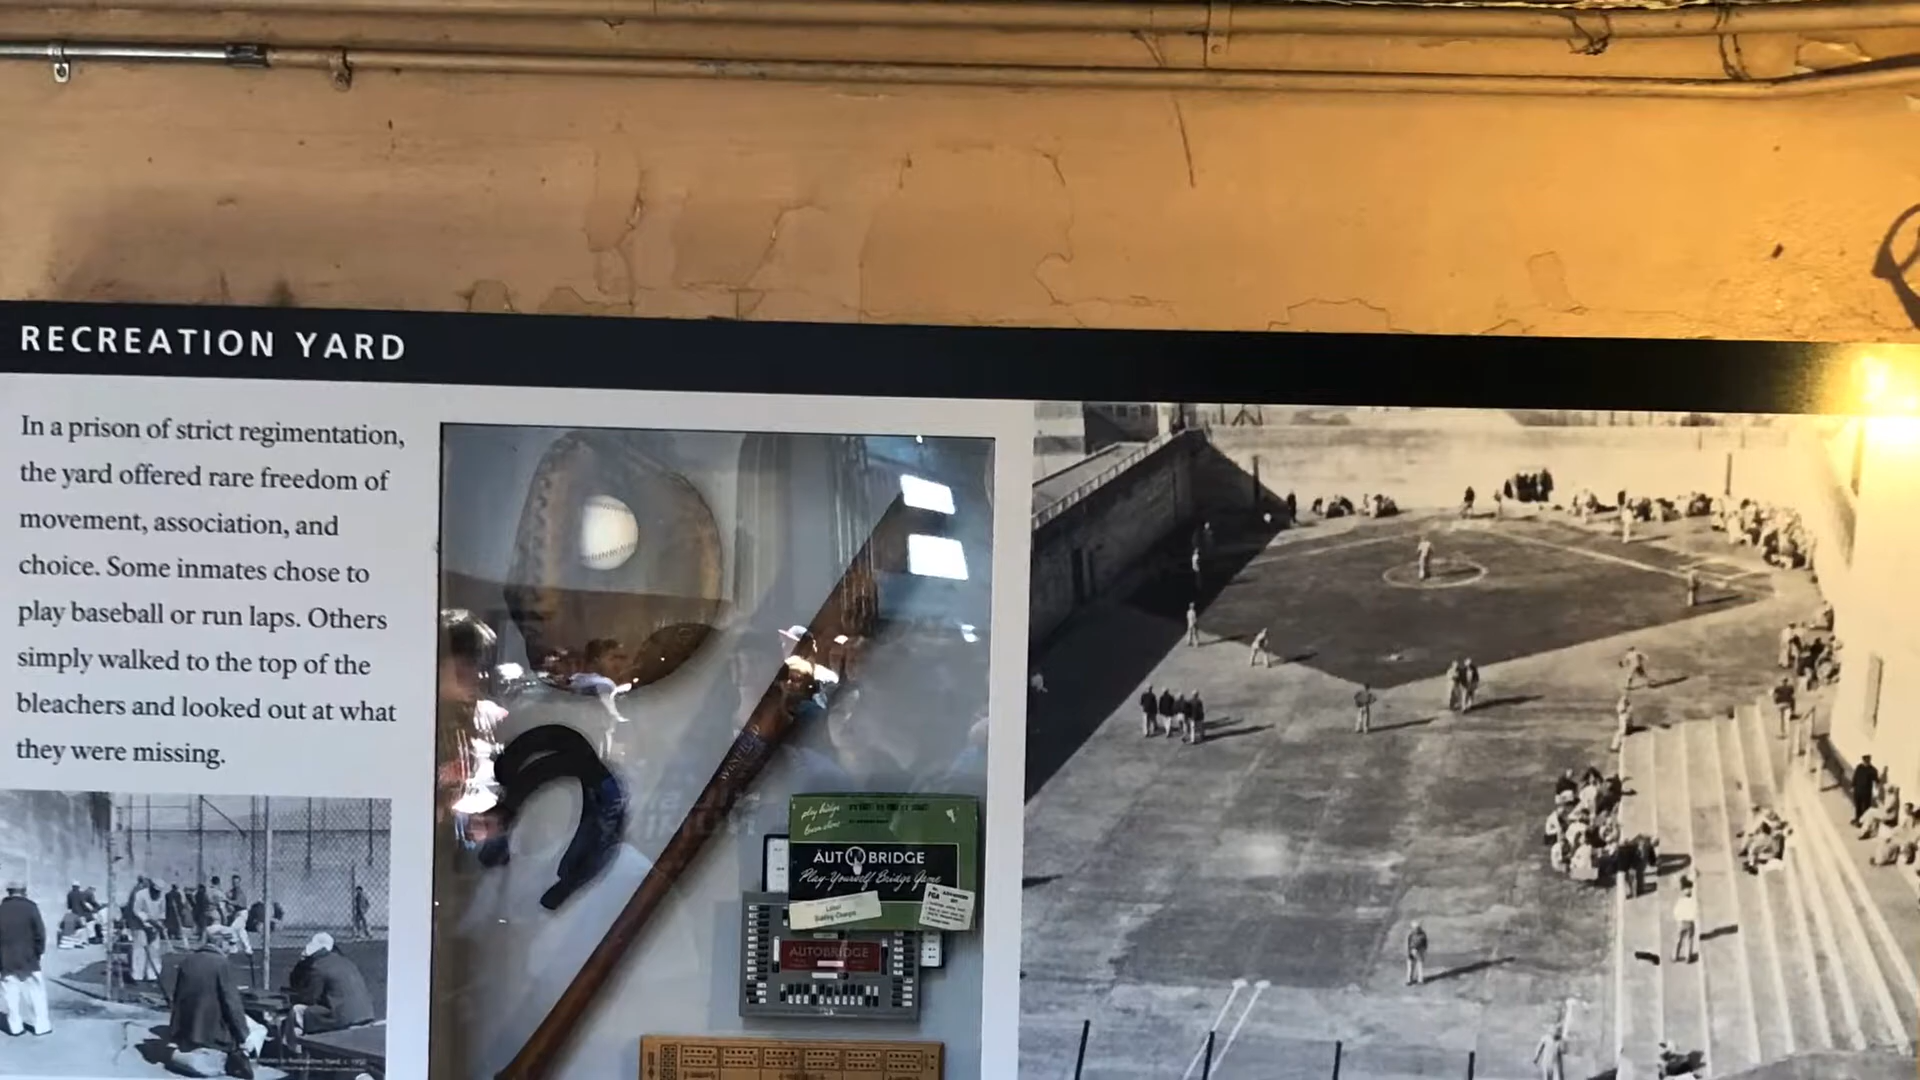 RECREATION YARD
In a prison of strict regimentation,
the yard offered rare freedom of
movement, association, and
choice. Some inmates chose to
play baseball or run laps. Others
simply walked to the top of the
bleachers and looked out at what
they were missing.
play bridge
AUTOBRIDGE
Play-Yourself Bridge Game
AUTOBRIDGE